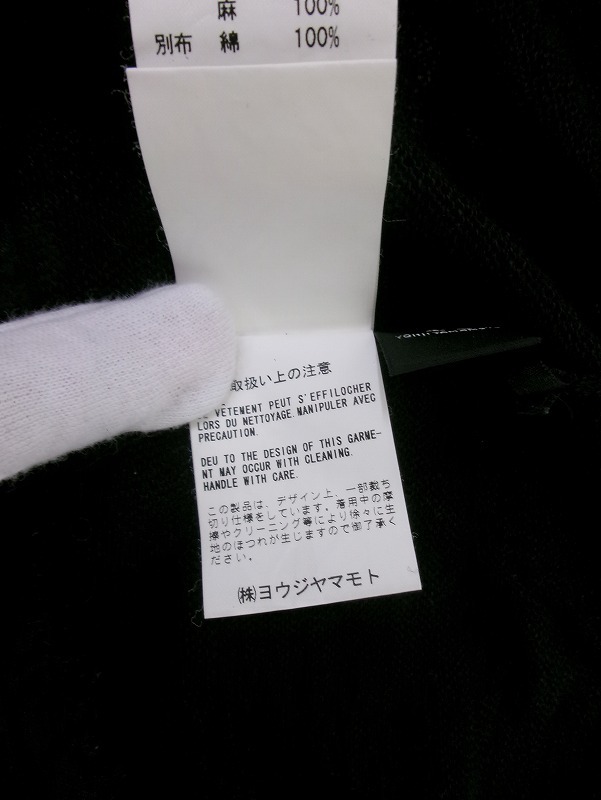 麻 100%
別布 綿 100%
取扱い上の注意
VETEMENT PEUT S'EFFILOCHER
LORS DU NETTOYAGE.MANIPULER AVEC
PRECAUTION.
DEU TO THE DESIGN OF THIS GARME-
NT MAY OCCUR WITH CLEANING.
HANDLE WITH CARE.
この製品は、デザイン上、一部裁ち
切り仕様をしています。着用中の摩
擦やクリーニング等により徐々に生
地のほつれが生じますので御了承く
ださい。
㈱ヨウジヤマモト